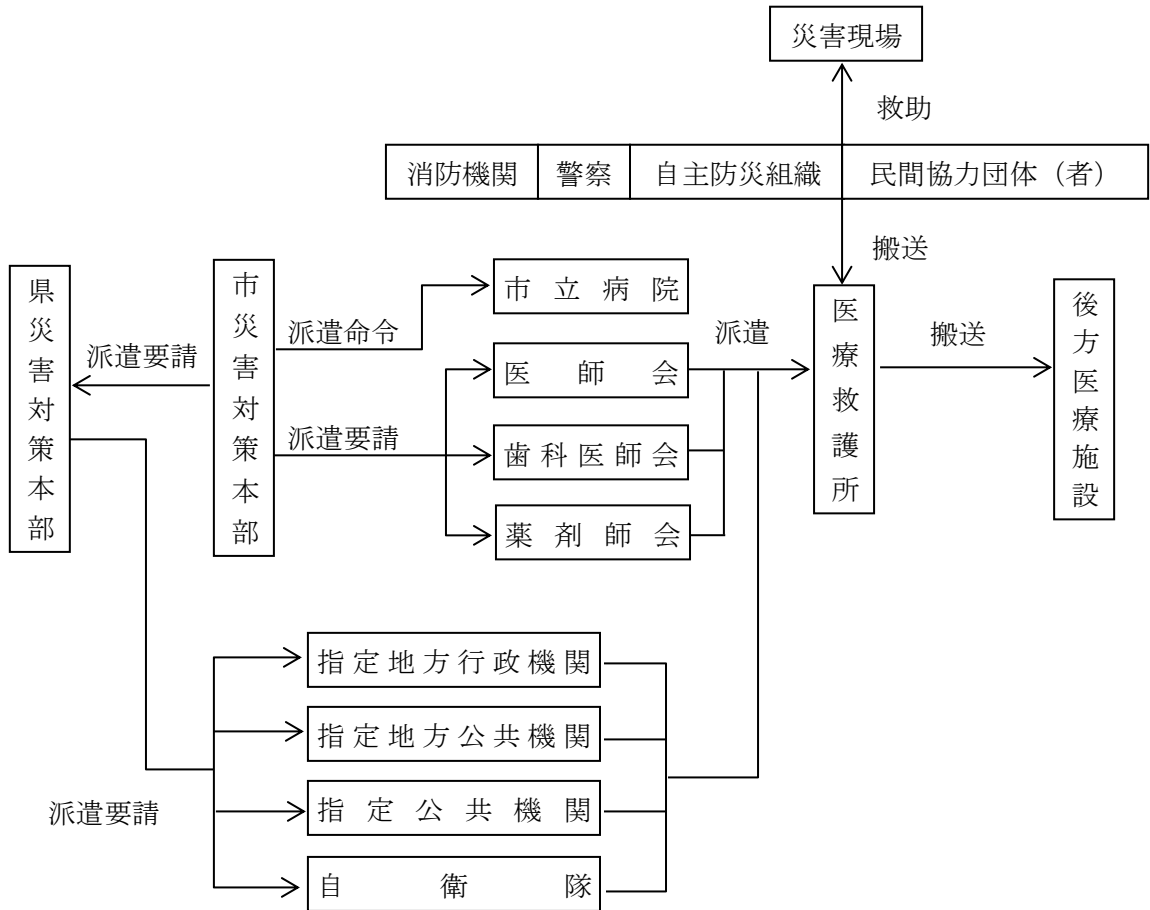 災害現場
救助
消防機関 警察 自主防災組織 民間協力団体（者）
搬送
県災害対策本部
派遣要請
市災害対策本部
派遣命令
派遣要請
市立病院
医師会
歯科医師会
薬剤師会
派遣
医療救護所
搬送
後方医療施設
派遣要請
指定地方行政機関
指定地方公共機関
指定公共機関
自衛隊